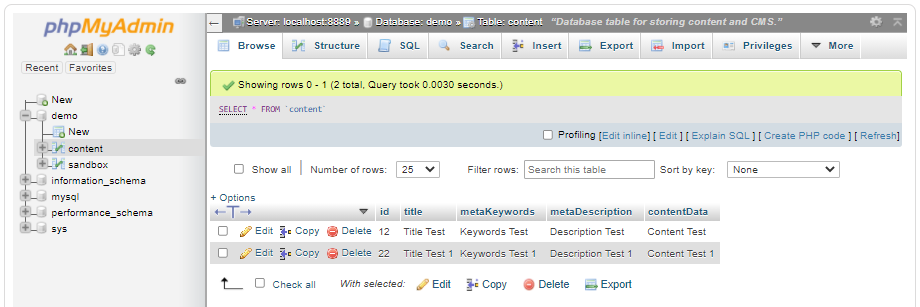 phpMyAdmin
Recent Favorites
New
demo
New
content
sandbox
information_schema
mysql
performance_schema
sys
Server: localhost:8889 » Database: demo » Table: content "Database table for storing content and CMS."
Browse Structure SQL Search Insert Export Import Privileges More
Showing rows 0 - 1 (2 total, Query took 0.0030 seconds.)
SELECT * FROM `content`
Profiling [Edit inline] [ Edit ] [ Explain SQL ] [ Create PHP code ] [ Refresh]
Show all Number of rows: 25 Filter rows: Search this table Sort by key: None
+ Options
id title metaKeywords metaDescription contentData
Edit Copy Delete 12 Title Test Keywords Test Description Test Content Test
Edit Copy Delete 22 Title Test 1 Keywords Test 1 Description Test 1 Content Test 1
Check all With selected: Edit Copy Delete Export